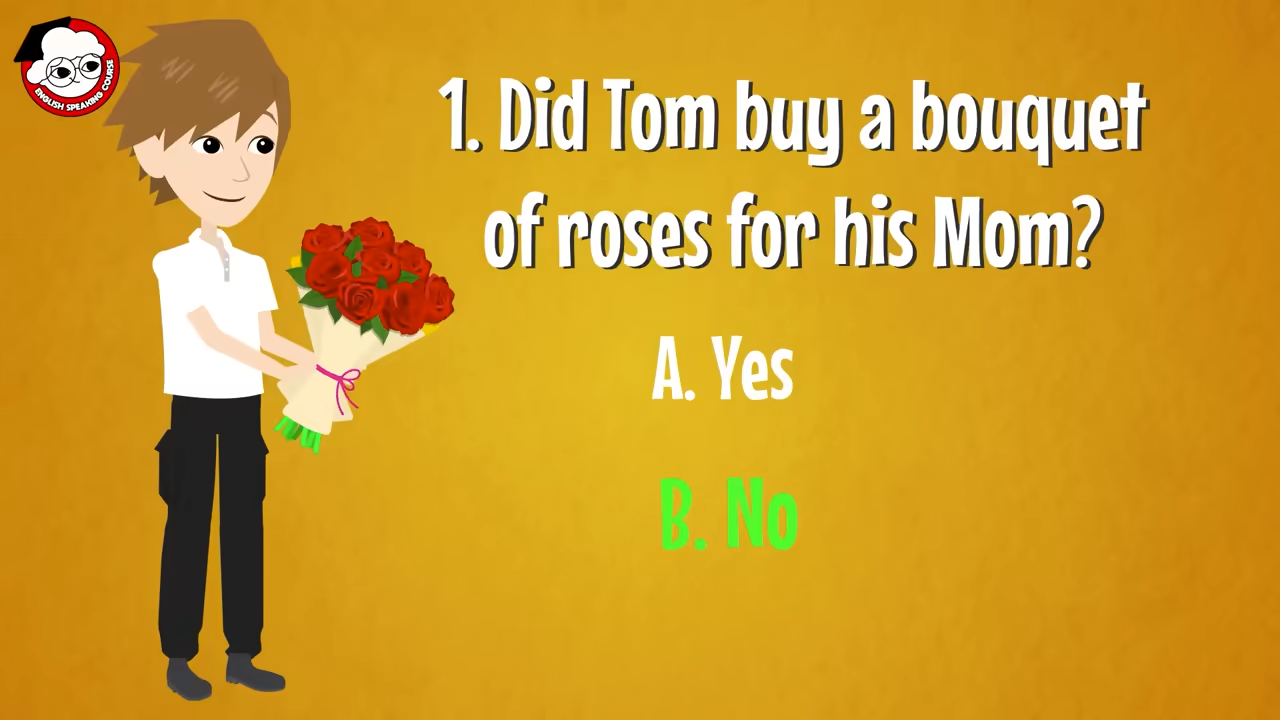 ENGLISH SPEAKING COURSE
1. Did Tom buy a bouquet
of roses for his Mom?
A. Yes
B. No